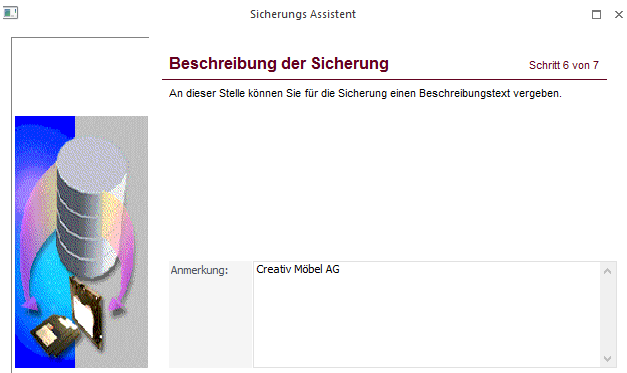 Sicherungs Assistent
Beschreibung der Sicherung
Schritt 6 von 7
An dieser Stelle können Sie für die Sicherung einen Beschreibungstext vergeben.
Anmerkung:
Creativ Möbel AG